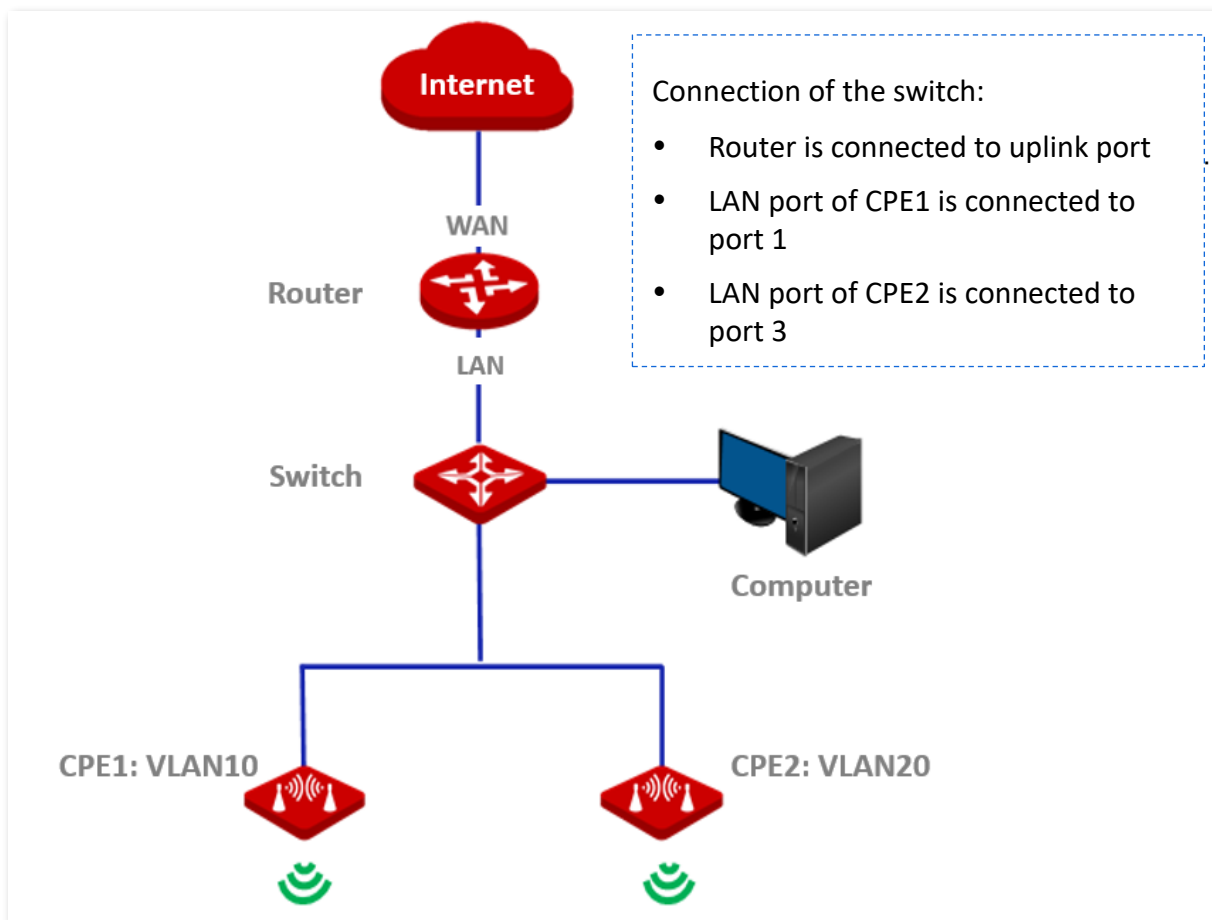 Internet
Connection of the switch:
• Router is connected to uplink port
.
• LAN port of CPE1 is connected to
port 1
• LAN port of CPE2 is connected to
port 3
WAN
Router
LAN
Switch
Computer
CPE1: VLAN10
CPE2: VLAN20